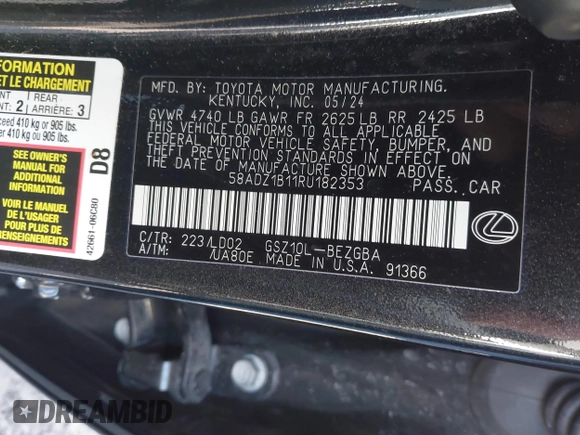 FORMATION
ET LE CHARGEMENT
NT
REAR
NT: 2
ARRIÈRE: 3
ceed 410 kg or 905 lbs.
r 410 kg ou 905 lbs.
SEE OWNER'S
MANUAL FOR
ADDITIONAL
VOIR LE MANUEL
DE L'USAGER
POUR PLUS DE
RENSEIGNEMENTS
D8
42661-06C80
MFD. BY: TOYOTA MOTOR MANUFACTURING.
KENTUCKY, INC. 05/24
GVWR 4740 LB GAWR FR 2625 LB RR 2425 LB
THIS VEHICLE CONFORMS TO ALL APPLICABLE
FEDERAL MOTOR VEHICLE SAFETY, BUMPER, AND
THEFT PREVENTION STANDARDS IN EFFECT ON THE
DATE OF MANUFACTURE SHOWN ABOVE.
58ADZ1B11RU182353 PASS. CAR
C/TR: 223/LD02 GSZ10L-BEZGBA
A/TM: /UA80E MADE IN U.S.A. 91366
DREAMBID